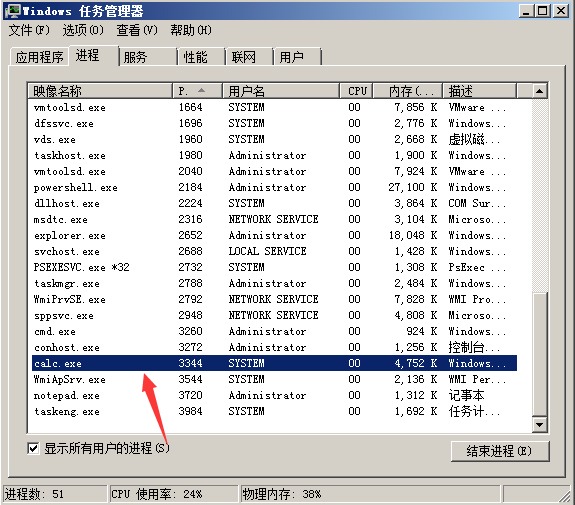 Windows 任务管理器
文件(F) 选项(O) 查看(V) 帮助(H)
应用程序 进程 服务 性能 联网 用户
映像名称 P. 用户名 CPU 内存(... 描述
vmtoolsd.exe 1664 SYSTEM 00 7,856 K VMware ...
dfssvc.exe 1696 SYSTEM 00 2,776 K Windows...
vds.exe 1960 SYSTEM 00 2,668 K 虚拟磁...
taskhost.exe 1980 Administrator 00 1,900 K Windows...
vmtoolsd.exe 2040 Administrator 00 7,924 K VMware ...
powershell.exe 2184 Administrator 00 27,100 K Windows...
dllhost.exe 2224 SYSTEM 00 3,864 K COM Sur...
msdtc.exe 2316 NETWORK SERVICE 00 3,104 K Microso...
explorer.exe 2652 Administrator 00 18,048 K Windows...
svchost.exe 2688 LOCAL SERVICE 00 1,428 K Windows...
PSEXESVC.exe *32 2732 SYSTEM 00 1,308 K PsExec ...
taskmgr.exe 2788 Administrator 00 2,484 K Windows...
WmiPrvSE.exe 2792 NETWORK SERVICE 00 7,828 K WMI Pro...
sppsvc.exe 2948 NETWORK SERVICE 00 4,808 K Microso...
cmd.exe 3260 Administrator 00 924 K Windows...
conhost.exe 3272 Administrator 00 1,256 K 控制台...
calc.exe 3344 SYSTEM 00 4,752 K Windows...
WmiApSrv.exe 3544 SYSTEM 00 2,136 K WMI Per...
notepad.exe 3720 Administrator 00 1,312 K 记事本
taskeng.exe 3984 SYSTEM 00 1,692 K 任务计...
显示所有用户的进程(S) 结束进程(E)
进程数: 51 CPU 使用率: 24% 物理内存: 38%